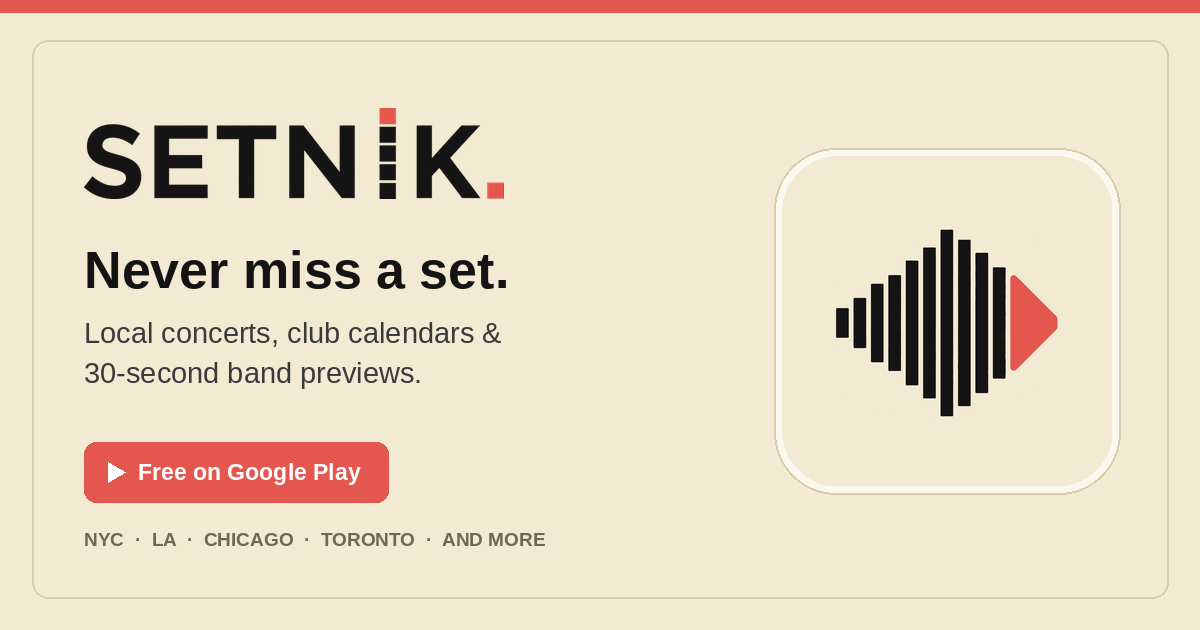 SETNIK.
Never miss a set.
Local concerts, club calendars &
30-second band previews.
Free on Google Play
NYC · LA · CHICAGO · TORONTO · AND MORE